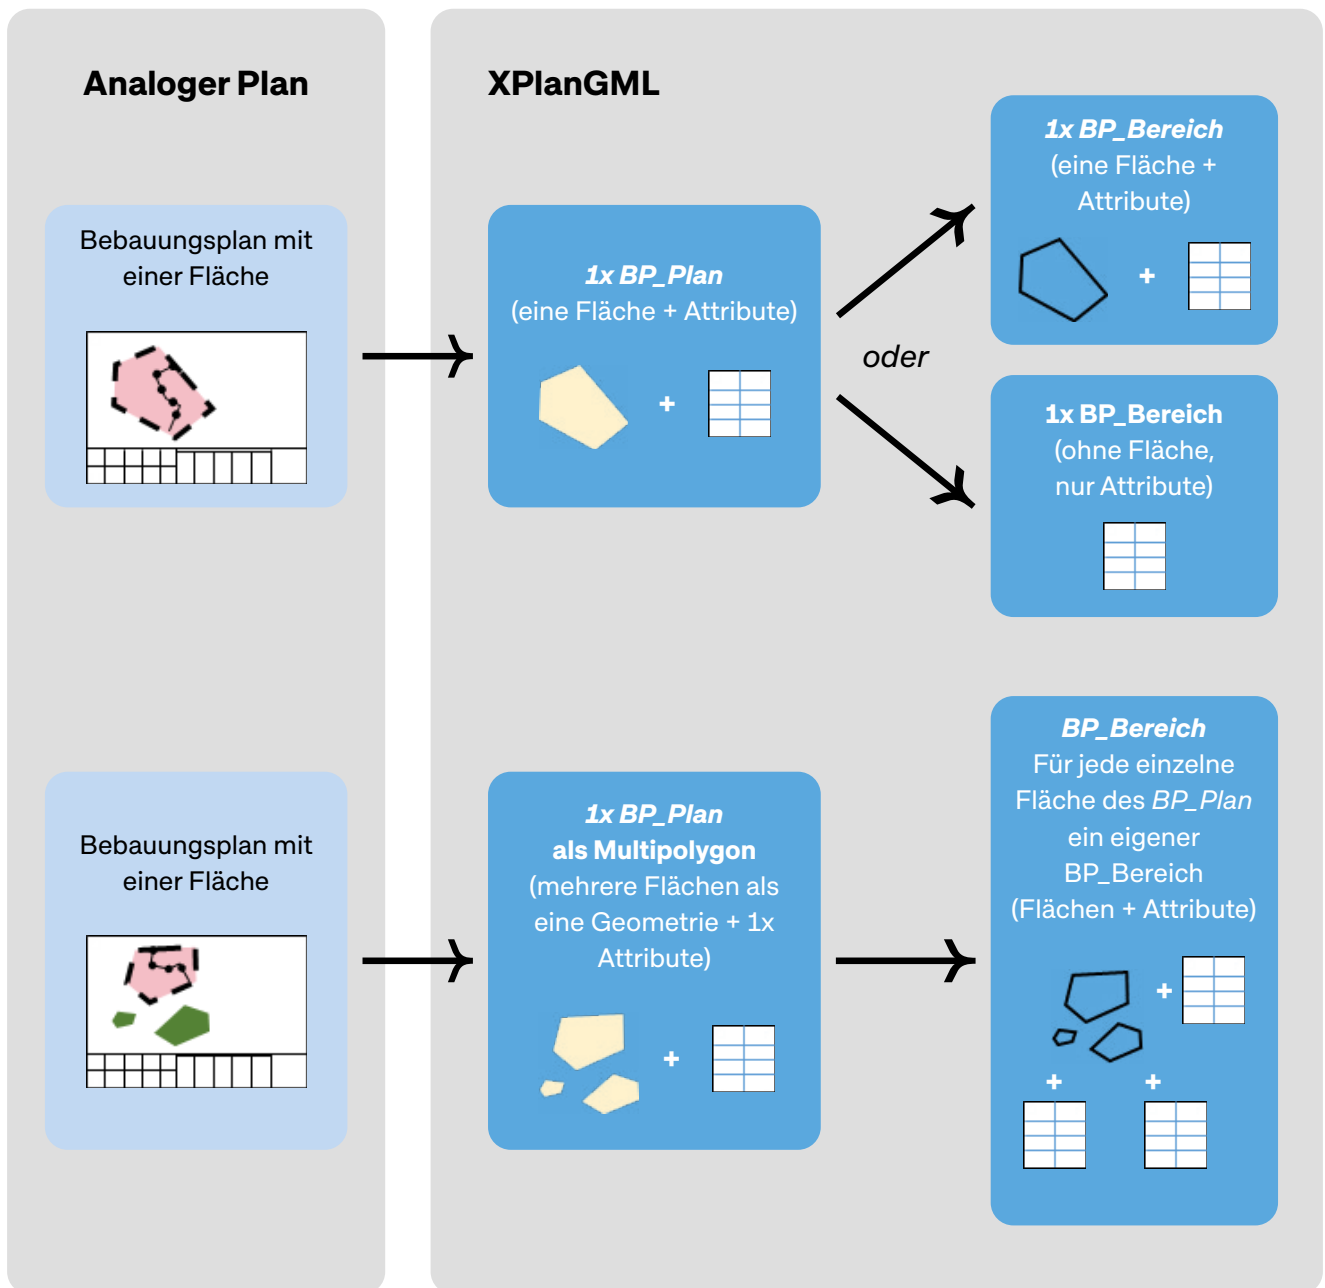 Analoger Plan
XPlanGML
Bebauungsplan mit
einer Fläche
1x BP_Plan
(eine Fläche + Attribute)
+
oder
1x BP_Bereich
(eine Fläche +
Attribute)
+
1x BP_Bereich
(ohne Fläche,
nur Attribute)
Bebauungsplan mit
einer Fläche
1x BP_Plan
als Multipolygon
(mehrere Flächen als
eine Geometrie + 1x
Attribute)
+
BP_Bereich
Für jede einzelne
Fläche des BP_Plan
ein eigener
BP_Bereich
(Flächen + Attribute)
+
+ +